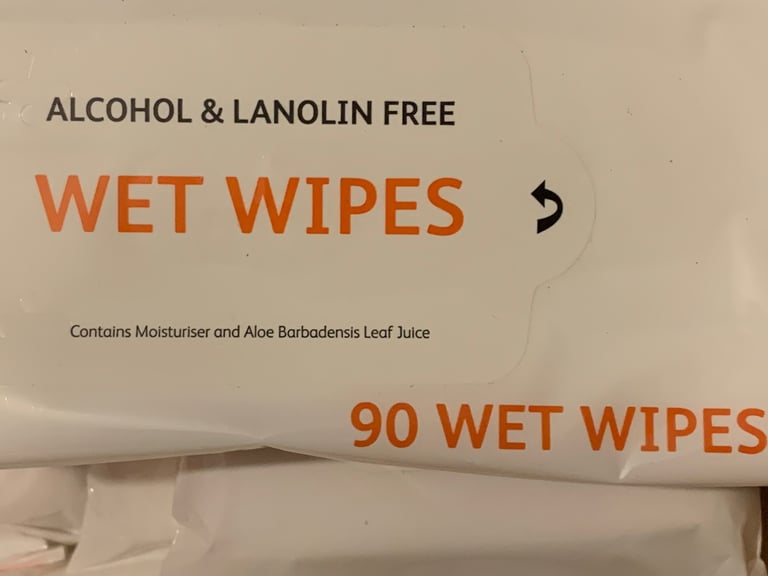 ALCOHOL & LANOLIN FREE
WET WIPES
Contains Moisturiser and Aloe Barbadensis Leaf Juice
90 WET WIPES